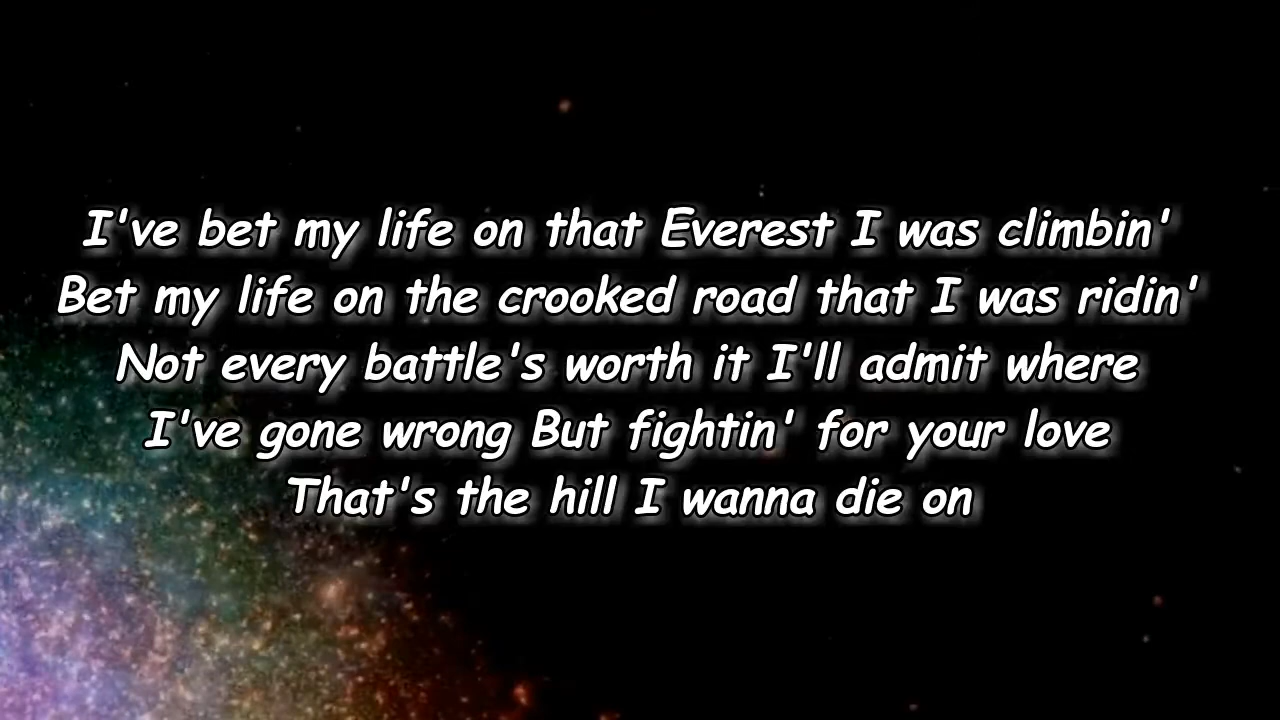 I've bet my life on that Everest I was climbin'
Bet my life on the crooked road that I was ridin'
Not every battle's worth it I'll admit where
I've gone wrong But fightin' for your love
That's the hill I wanna die on